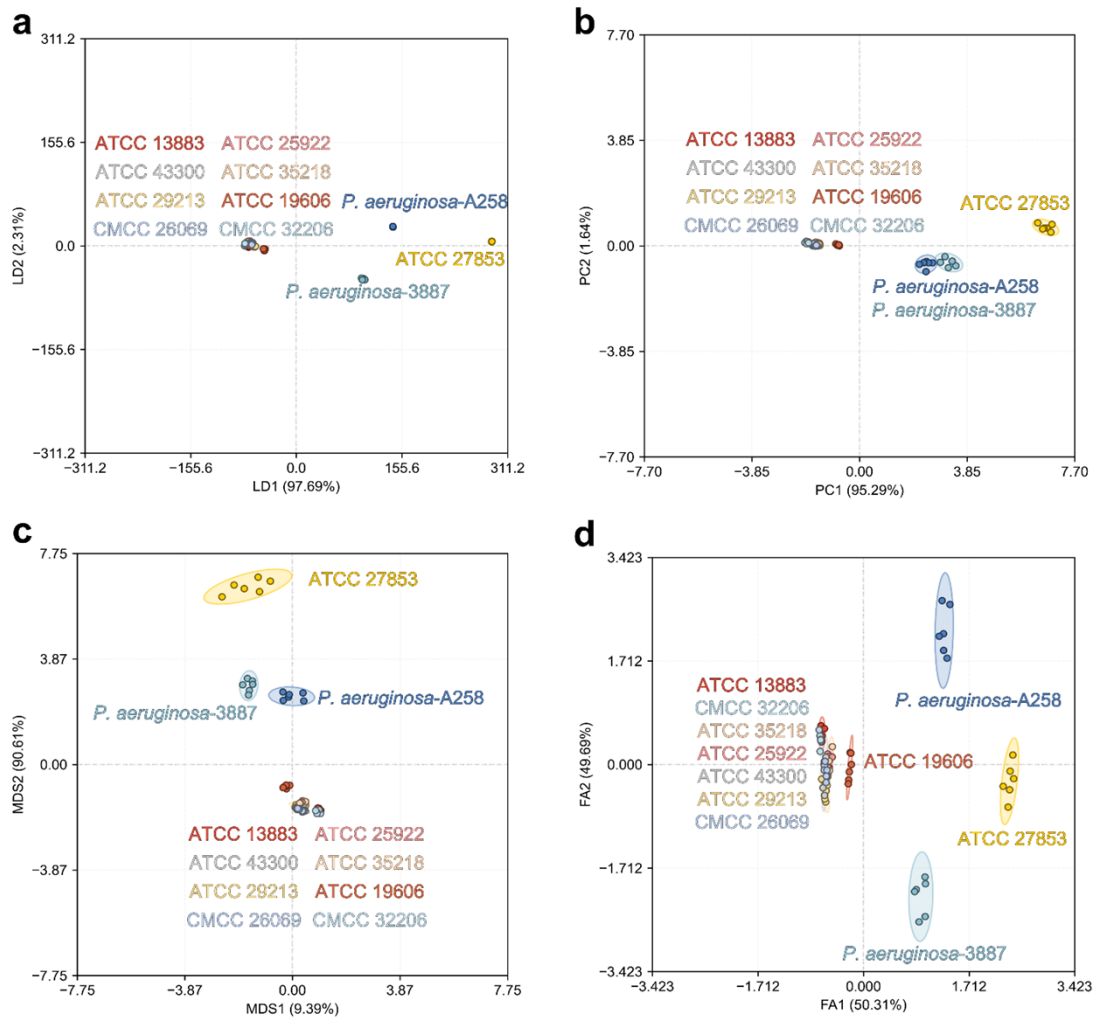 a
311.2
155.6
0.0
−155.6
−311.2
LD2 (2.31%)
ATCC 13883 ATCC 25922
ATCC 43300 ATCC 35218
ATCC 29213 ATCC 19606
CMCC 26069 CMCC 32206
P. aeruginosa-A258
ATCC 27853
P. aeruginosa-3887
−311.2 −155.6 0.0 155.6 311.2
LD1 (97.69%)
b
7.70
3.85
0.00
−3.85
−7.70
PC2 (1.64%)
ATCC 13883 ATCC 25922
ATCC 43300 ATCC 35218
ATCC 29213 ATCC 19606
CMCC 26069 CMCC 32206
ATCC 27853
P. aeruginosa-A258
P. aeruginosa-3887
−7.70 −3.85 0.00 3.85 7.70
PC1 (95.29%)
c
7.75
3.87
0.00
−3.87
−7.75
MDS2 (90.61%)
ATCC 27853
P. aeruginosa-A258
P. aeruginosa-3887
ATCC 13883 ATCC 25922
ATCC 43300 ATCC 35218
ATCC 29213 ATCC 19606
CMCC 26069 CMCC 32206
−7.75 −3.87 0.00 3.87 7.75
MDS1 (9.39%)
d
3.423
1.712
0.000
−1.712
−3.423
FA2 (49.69%)
P. aeruginosa-A258
ATCC 13883
CMCC 32206
ATCC 35218
ATCC 25922
ATCC 43300
ATCC 29213
CMCC 26069
ATCC 19606
ATCC 27853
P. aeruginosa-3887
−3.423 −1.712 0.000 1.712 3.423
FA1 (50.31%)